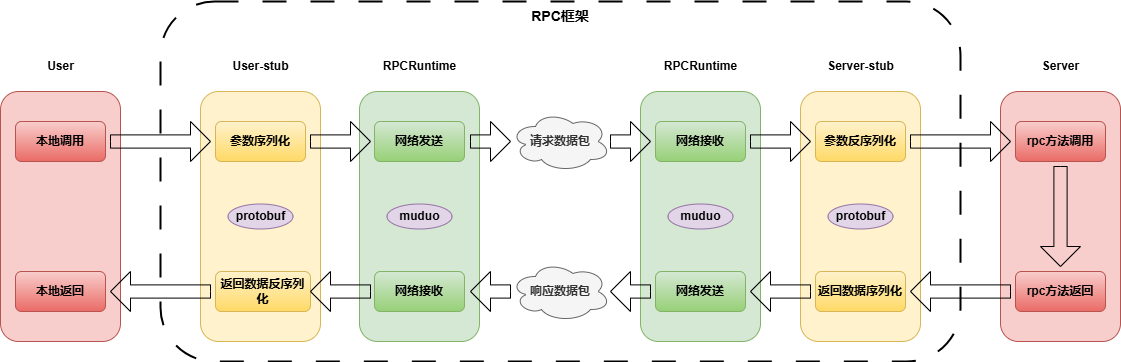 RPC框架
User
User-stub
RPCRuntime
RPCRuntime
Server-stub
Server
本地调用
参数序列化
网络发送
请求数据包
网络接收
参数反序列化
rpc方法调用
protobuf
muduo
muduo
protobuf
本地返回
返回数据反序列
化
网络接收
响应数据包
网络发送
返回数据序列化
rpc方法返回